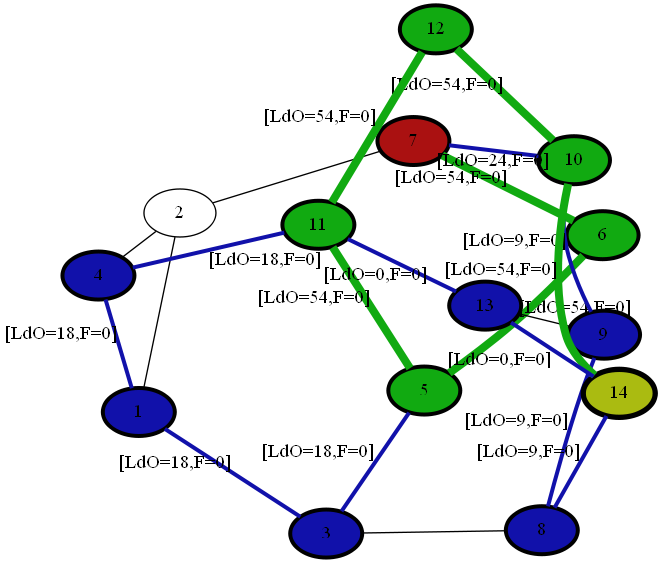 12
[LdO=54,F=0]
[LdO=54,F=0]
7
[LdO=24,F=0]
10
[LdO=54,F=0]
2
11
6
[LdO=9,F=0]
[LdO=18,F=0]
[LdO=54,F=0]
4
[LdO=0,F=0]
[LdO=54,F=0]
13
[LdO=54,F=0]
[LdO=18,F=0]
9
[LdO=0,F=0]
5
14
1
[LdO=9,F=0]
[LdO=18,F=0]
[LdO=9,F=0]
[LdO=18,F=0]
3
8